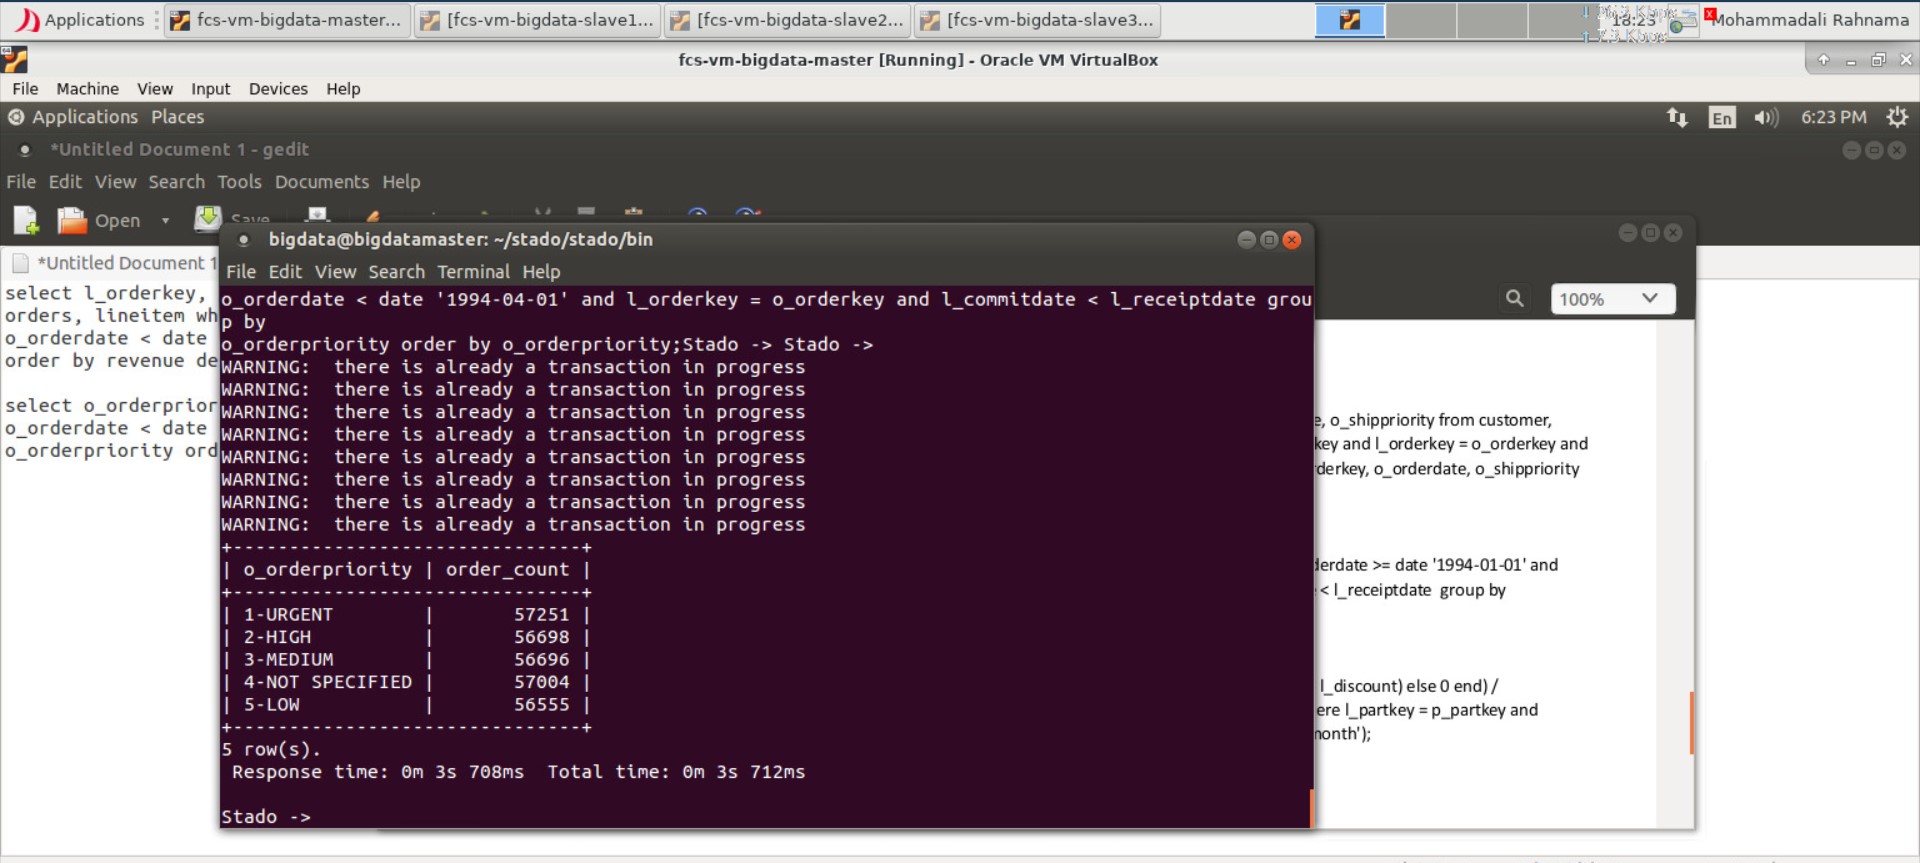 Applications fcs-vm-bigdata-master... [fcs-vm-bigdata-slave1... [fcs-vm-bigdata-slave2... [fcs-vm-bigdata-slave3... 18:23 Mohammadali Rahnama
fcs-vm-bigdata-master [Running] - Oracle VM VirtualBox
File Machine View Input Devices Help
Applications Places En 6:23 PM
*Untitled Document 1 - gedit
File Edit View Search Tools Documents Help
Open Save
*Untitled Document 1
select l_orderkey,
orders, lineitem wh
o_orderdate < date
order by revenue de
select o_orderprior
o_orderdate < date
o_orderpriority ord
bigdata@bigdatamaster: ~/stado/stado/bin
File Edit View Search Terminal Help
o_orderdate < date '1994-04-01' and l_orderkey = o_orderkey and l_commitdate < l_receiptdate grou
p by
o_orderpriority order by o_orderpriority;Stado -> Stado ->
WARNING:  there is already a transaction in progress
WARNING:  there is already a transaction in progress
WARNING:  there is already a transaction in progress
WARNING:  there is already a transaction in progress
WARNING:  there is already a transaction in progress
WARNING:  there is already a transaction in progress
WARNING:  there is already a transaction in progress
WARNING:  there is already a transaction in progress
+-------------------------------+
| o_orderpriority | order_count |
+-------------------------------+
| 1-URGENT        |       57251 |
| 2-HIGH          |       56698 |
| 3-MEDIUM        |       56696 |
| 4-NOT SPECIFIED |       57004 |
| 5-LOW           |       56555 |
+-------------------------------+
5 row(s).
Response time: 0m 3s 708ms  Total time: 0m 3s 712ms
Stado ->
100%
e, o_shippriority from customer,
key and l_orderkey = o_orderkey and
derkey, o_orderdate, o_shippriority
derdate >= date '1994-01-01' and
< l_receiptdate group by
l_discount) else 0 end) /
ere l_partkey = p_partkey and
month');